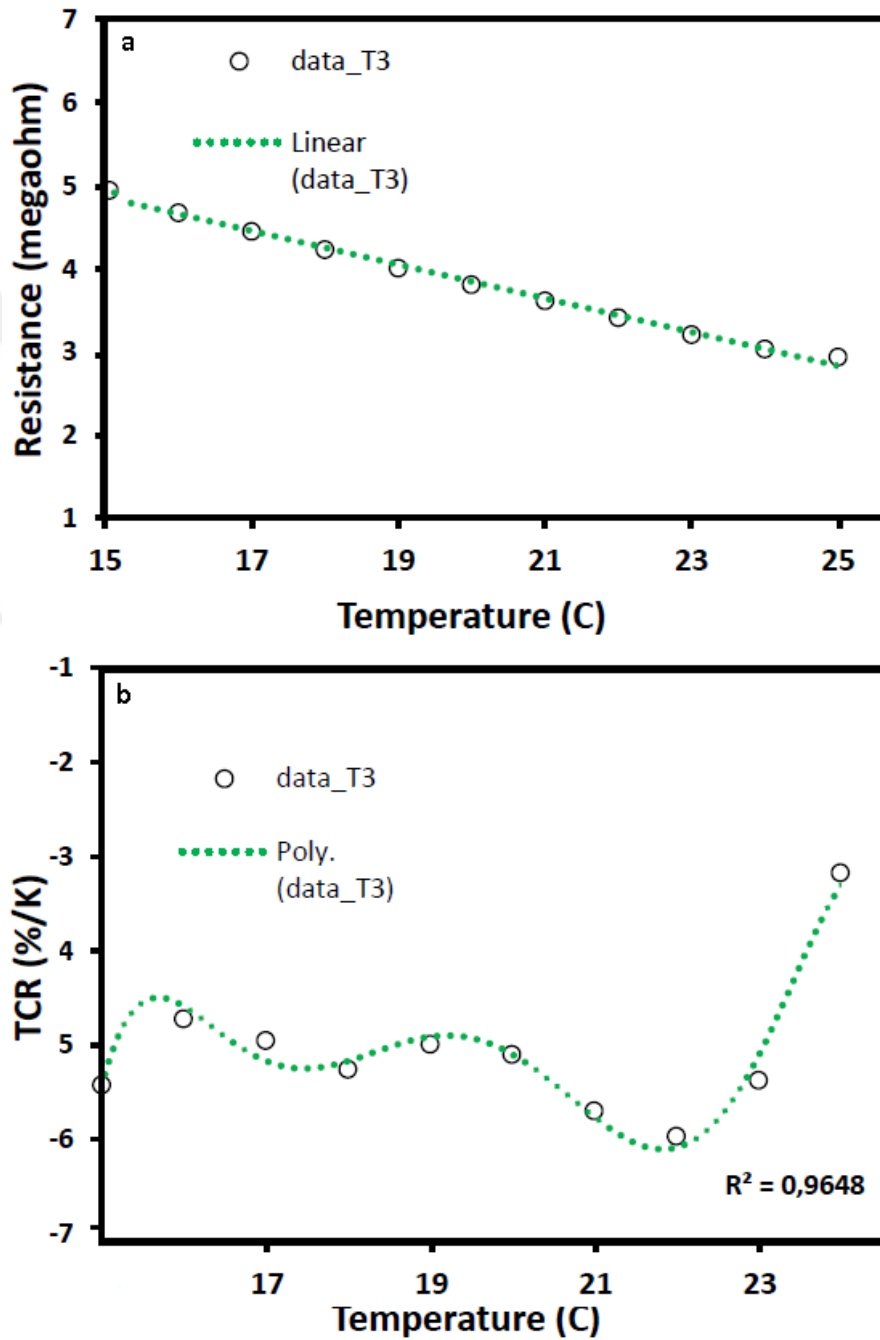 a
data_T3
Linear
(data_T3)
7
6
5
4
3
2
1
Resistance (megaohm)
15 17 19 21 23 25
Temperature (C)
b
data_T3
Poly.
(data_T3)
-1
-2
-3
4
5
-6
-7
TCR (%/K)
R² = 0,9648
17 19 21 23
Temperature (C)